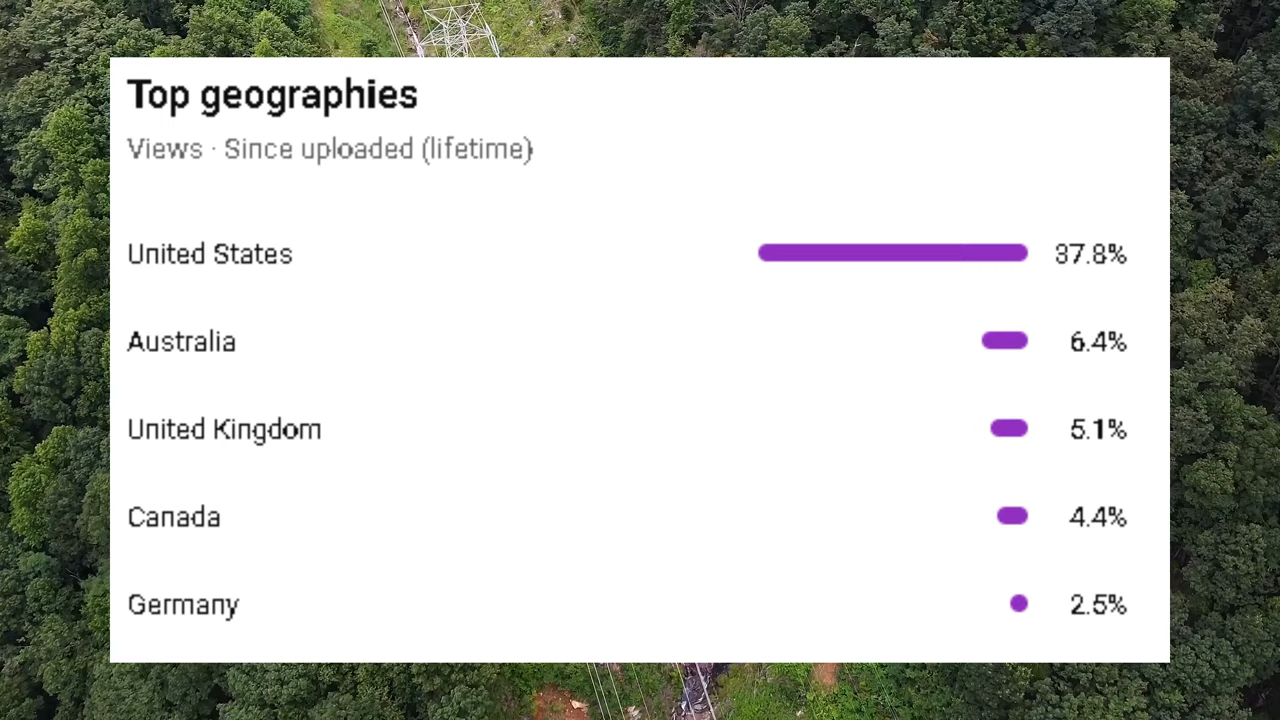 Top geographies
Views · Since uploaded (lifetime)
United States 37.8%
Australia 6.4%
United Kingdom 5.1%
Canada 4.4%
Germany 2.5%